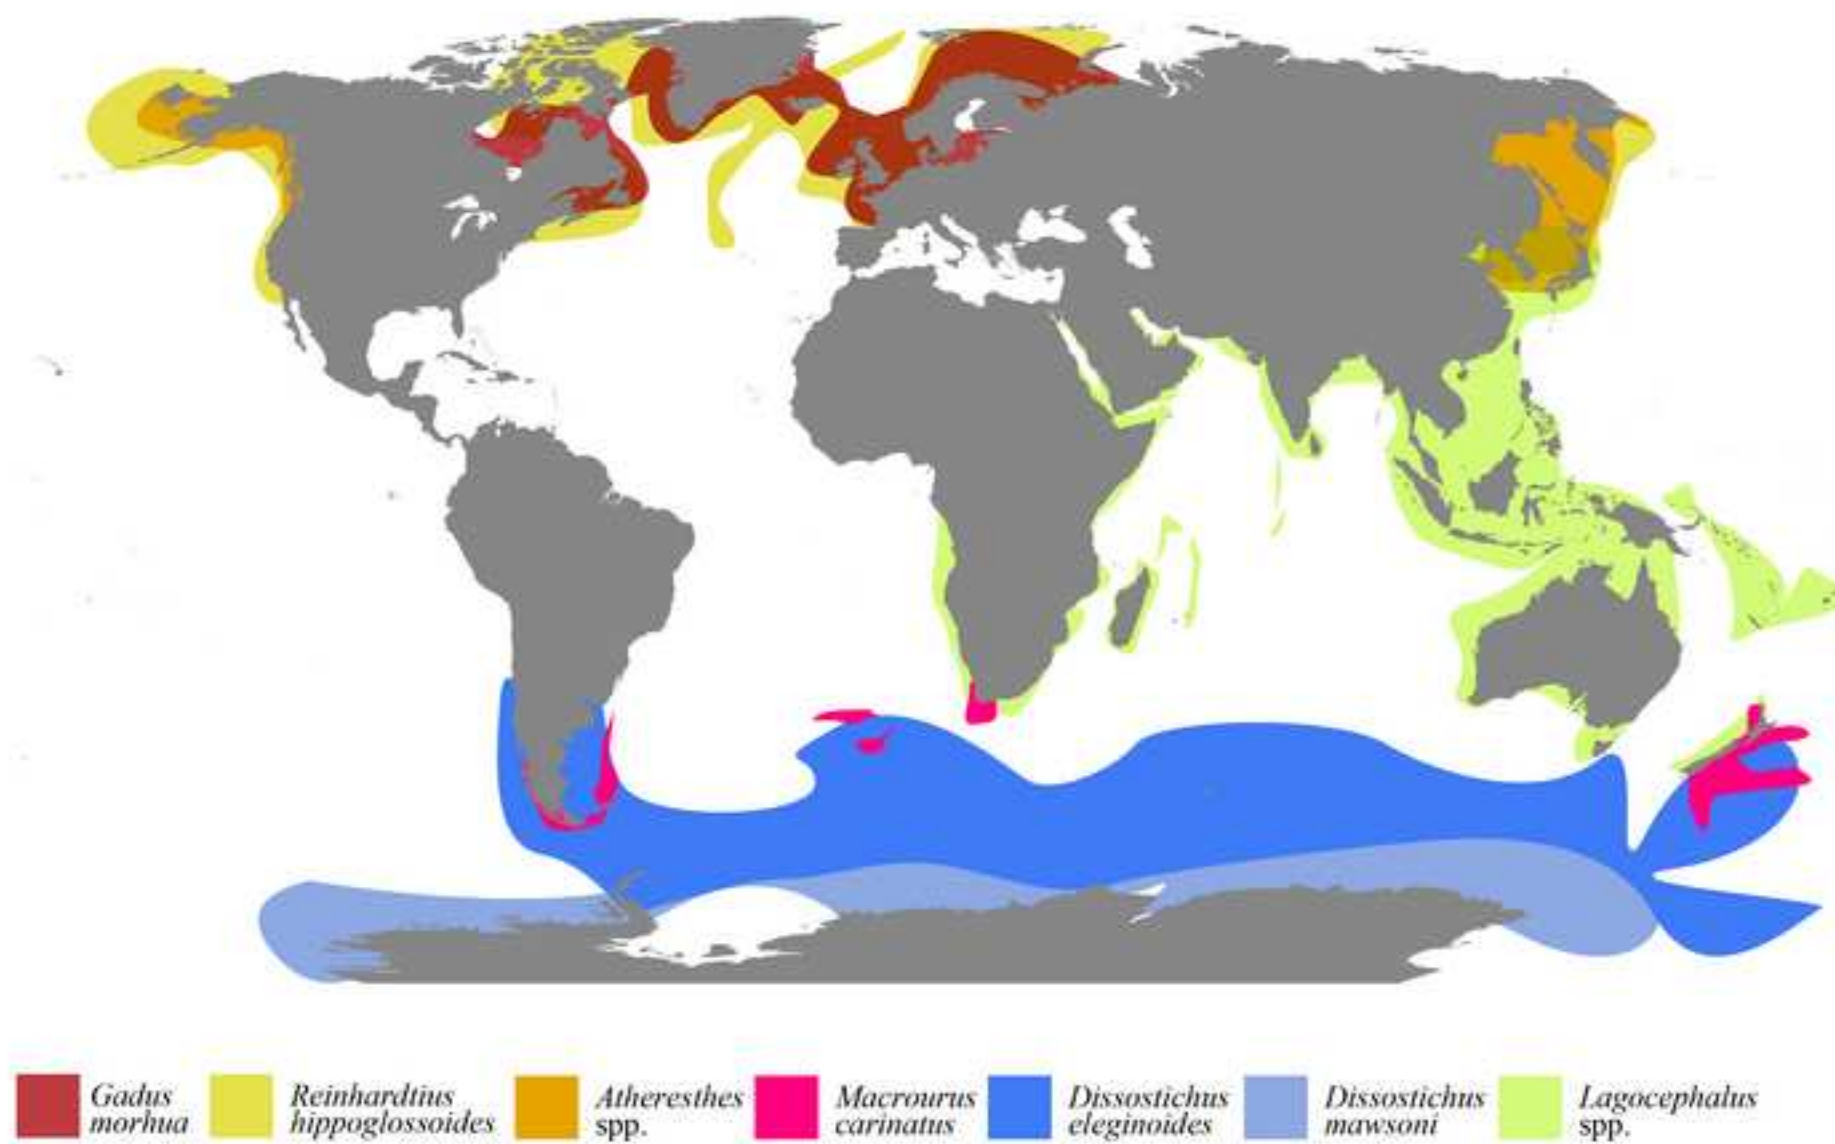 Gadus
morhua
Reinhardtius
hippoglossoides
Atheresthes
spp.
Macrourus
carinatus
Dissostichus
eleginoides
Dissostichus
mawsoni
Lagocephalus
spp.